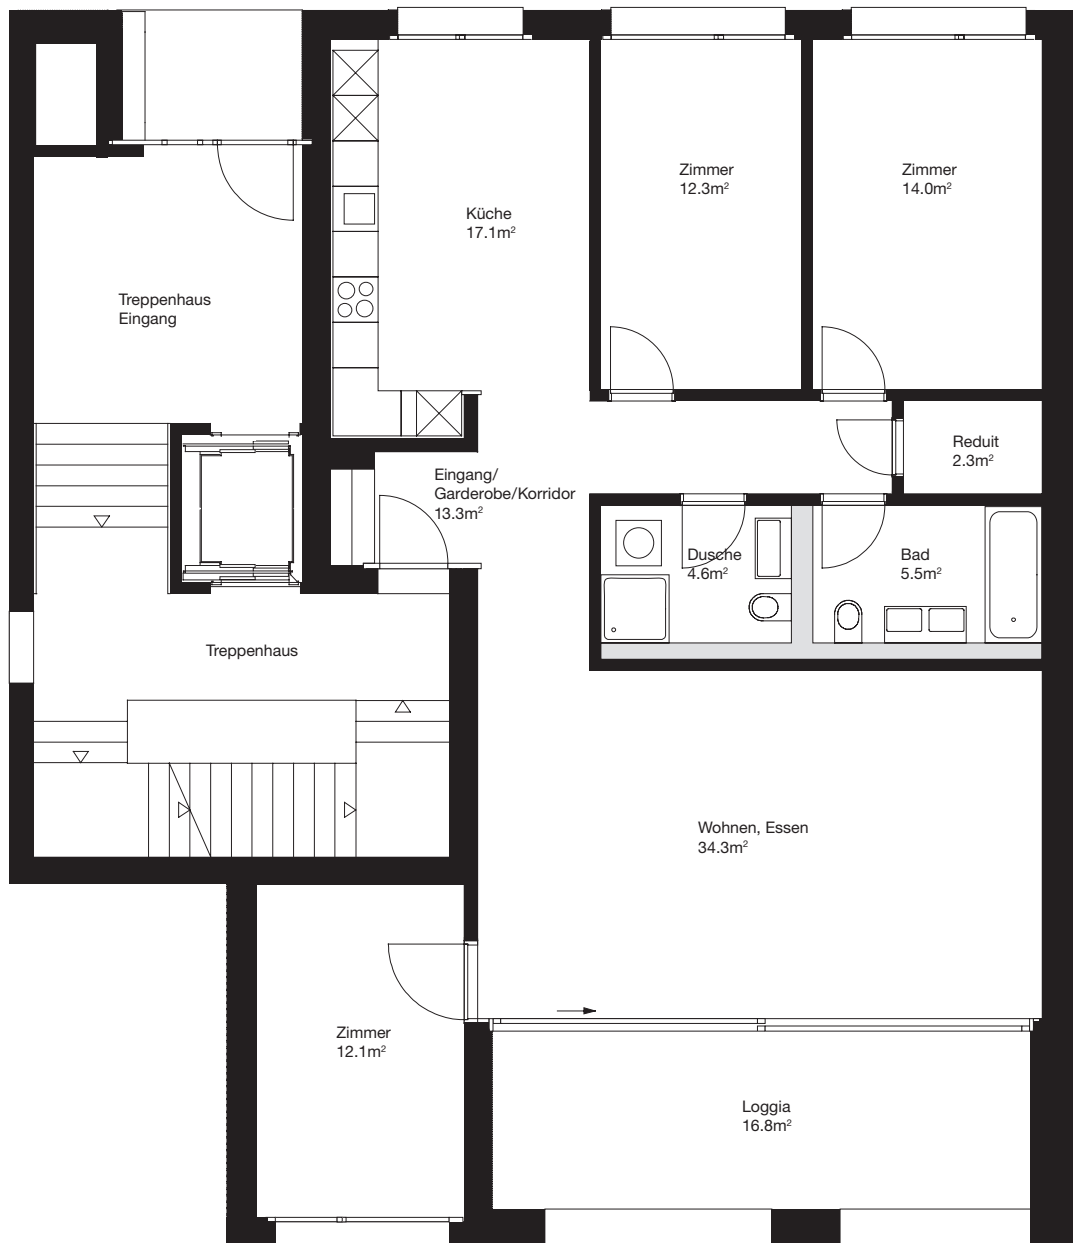 Zimmer
12.3m²
Zimmer
14.0m²
Küche
17.1m²
Treppenhaus
Eingang
Reduit
2.3m²
Eingang/
Garderobe/Korridor
13.3m²
Dusche
4.6m²
Bad
5.5m²
Treppenhaus
Wohnen, Essen
34.3m²
Zimmer
12.1m²
Loggia
16.8m²